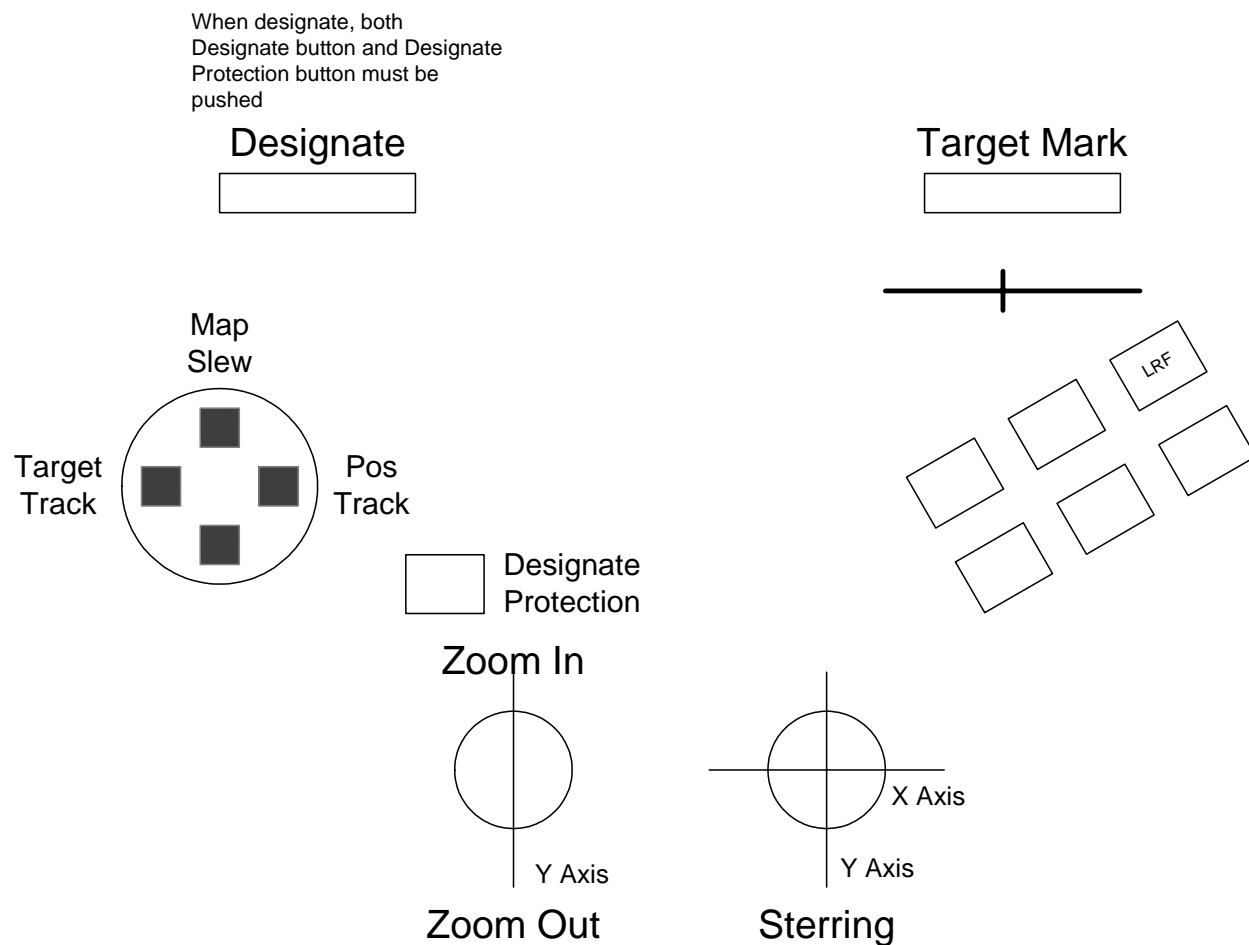 When designate, both
Designate button and Designate
Protection button must be
pushed
Designate
Target Mark
Map
Slew
LRF
Target
Track
Pos
Track
Designate
Protection
Zoom In
X Axis
Y Axis
Y Axis
Zoom Out
Sterring